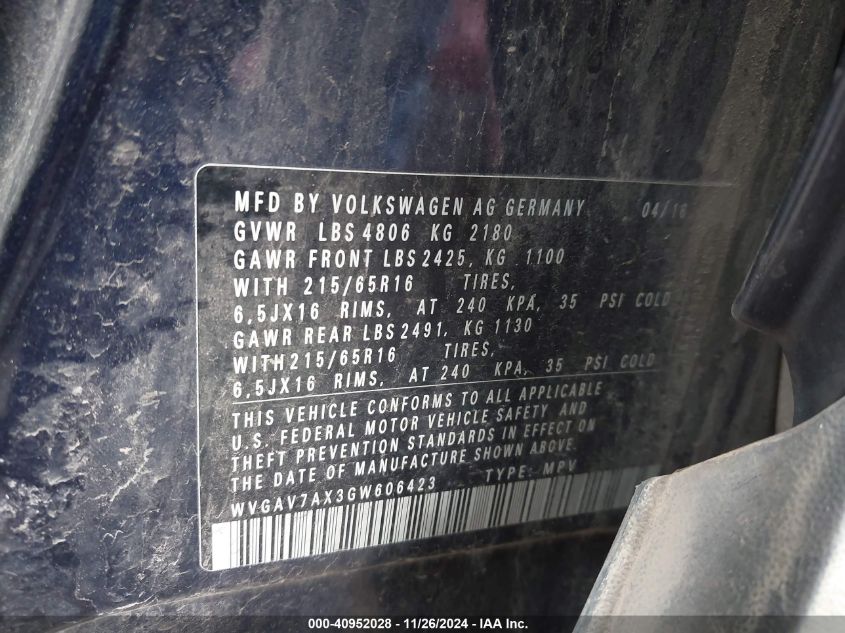 MFD BY VOLKSWAGEN AG GERMANY 04/16
GVWR LBS 4806 KG 2180
GAWR FRONT LBS 2425, KG 1100
WITH 215/65R16 TIRES,
6,5JX16 RIMS, AT 240 KPA, 35 PSI COLD
GAWR REAR LBS 2491, KG 1130
WITH 215/65R16 TIRES,
6,5JX16 RIMS, AT 240 KPA, 35 PSI COLD
THIS VEHICLE CONFORMS TO ALL APPLICABLE
U.S. FEDERAL MOTOR VEHICLE SAFETY AND
THEFT PREVENTION STANDARDS IN EFFECT ON
THE DATE OF MANUFACTURE SHOWN ABOVE.
WVGAV7AX3GW606423 TYPE: MPV
000-40952028 - 11/26/2024 - IAA Inc.